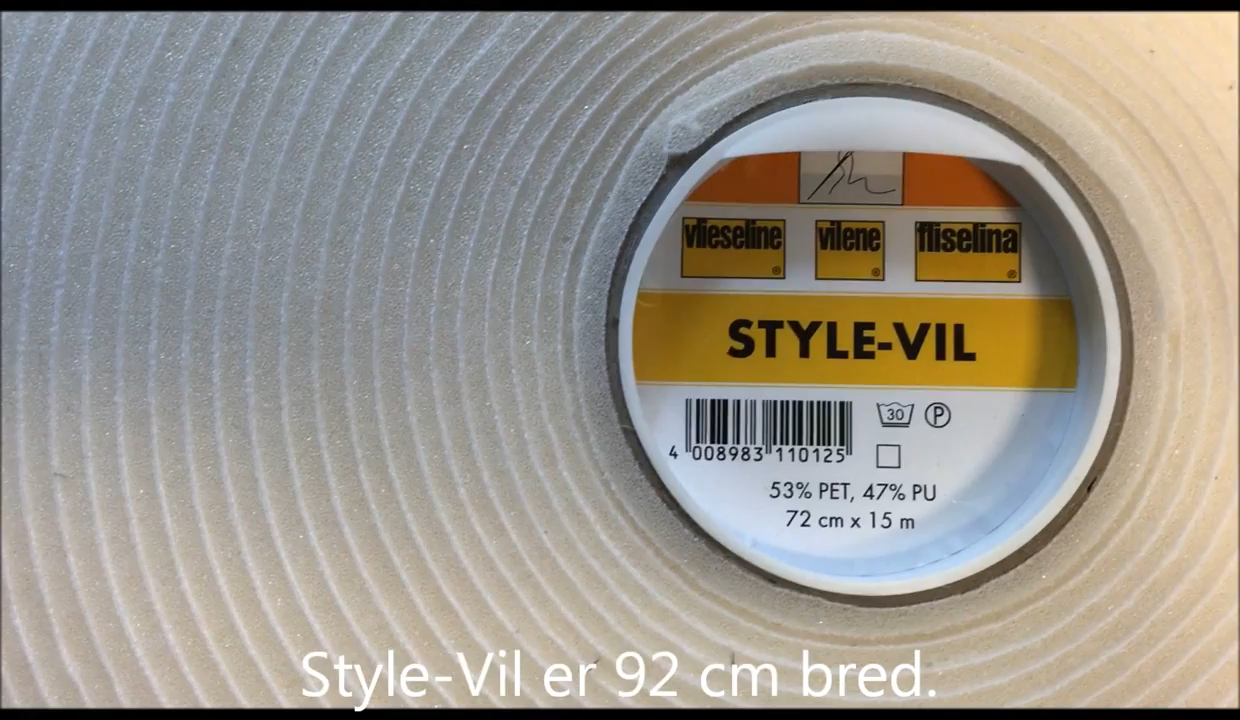 vlieseline vilene fliselina
STYLE-VIL
30 P
4 008983 110125
53% PET, 47% PU
72 cm x 15 m
Style-Vil er 92 cm bred.